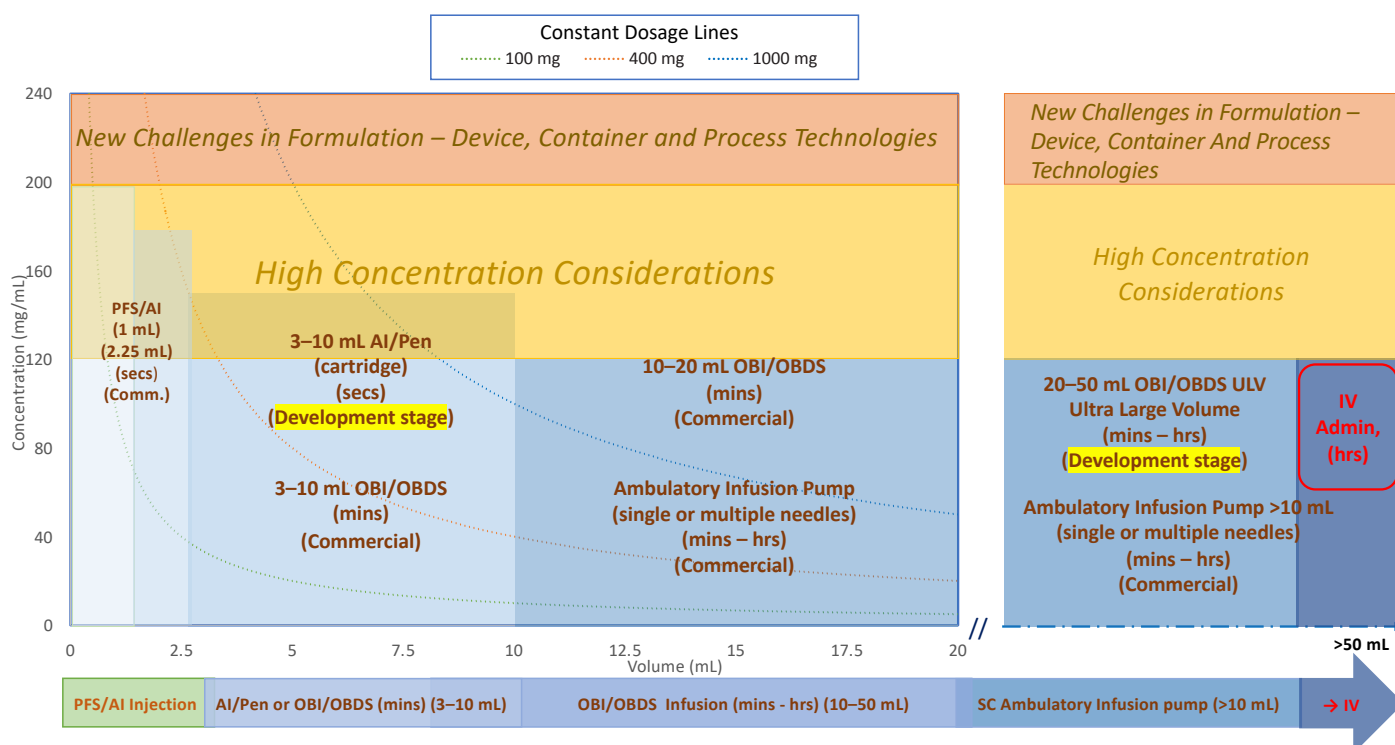 Constant Dosage Lines
100 mg 400 mg 1000 mg
Concentration (mg/mL)
240
200
160
120
80
40
0
New Challenges in Formulation – Device, Container and Process Technologies
High Concentration Considerations
PFS/AI
(1 mL)
(2.25 mL)
(secs)
(Comm.)
3–10 mL AI/Pen
(cartridge)
(secs)
(Development stage)
3–10 mL OBI/OBDS
(mins)
(Commercial)
10–20 mL OBI/OBDS
(mins)
(Commercial)
Ambulatory Infusion Pump
(single or multiple needles)
(mins – hrs)
(Commercial)
New Challenges in Formulation –
Device, Container And Process
Technologies
High Concentration
Considerations
20–50 mL OBI/OBDS ULV
Ultra Large Volume
(mins – hrs)
(Development stage)
Ambulatory Infusion Pump >10 mL
(single or multiple needles)
(mins – hrs)
(Commercial)
IV
Admin,
(hrs)
0 2.5 5 7.5 10 12.5 15 17.5 20
//
>50 mL
Volume (mL)
PFS/AI Injection
AI/Pen or OBI/OBDS (mins) (3–10 mL)
OBI/OBDS Infusion (mins - hrs) (10–50 mL)
SC Ambulatory Infusion pump (>10 mL)
→ IV